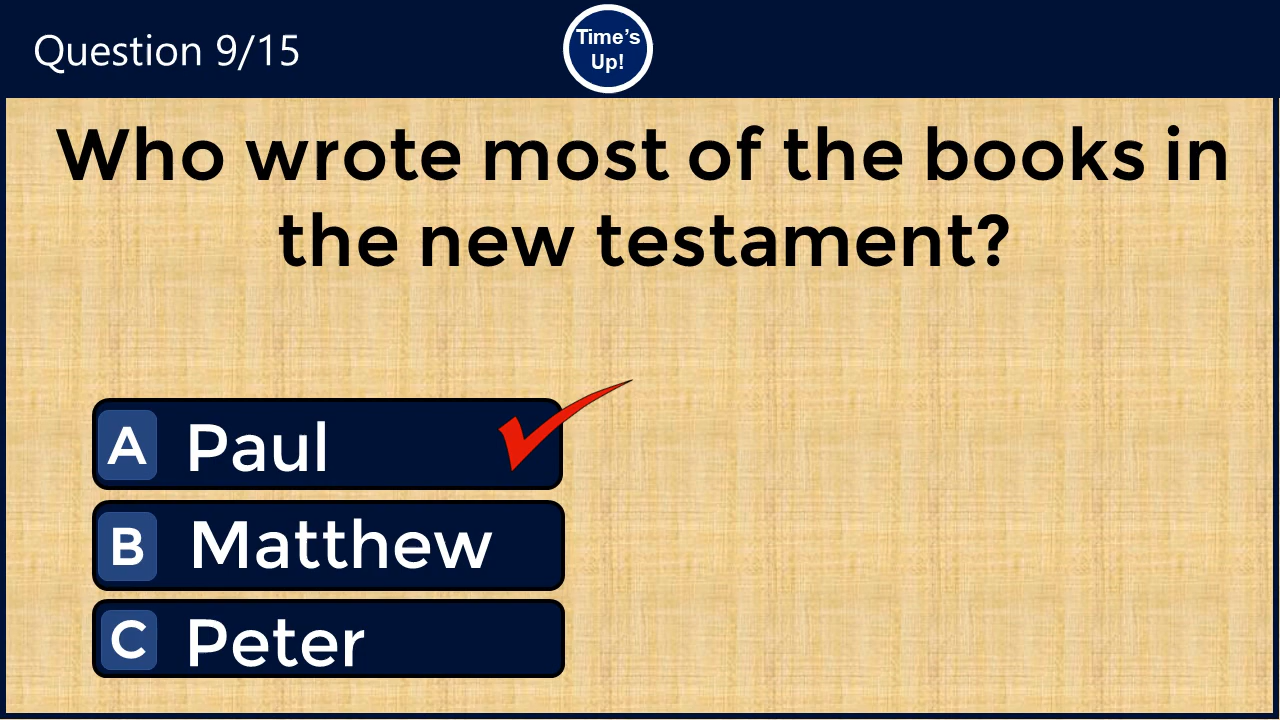 Question 9/15
Time's
Up!
Who wrote most of the books in
the new testament?
A Paul
B Matthew
C Peter